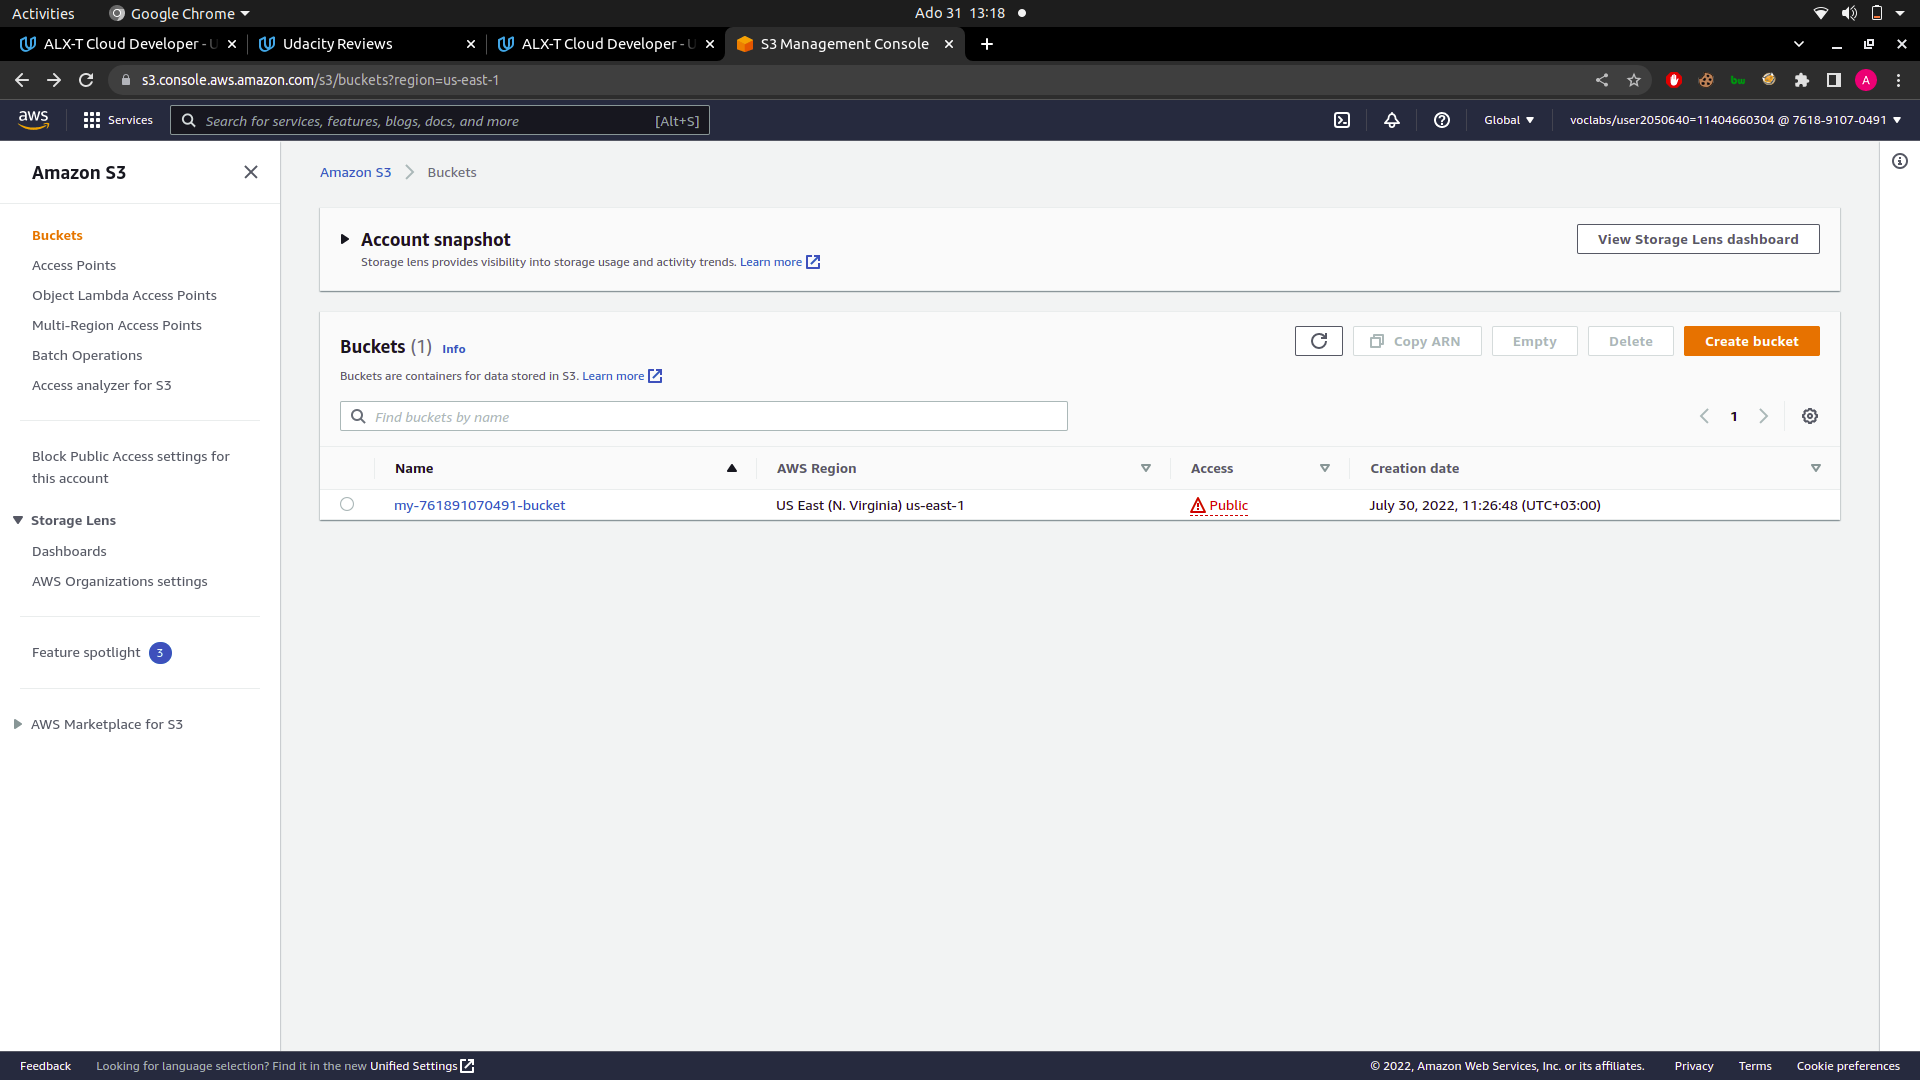 Activities Google Chrome Ado 31 13:18
ALX-T Cloud Developer - U Udacity Reviews ALX-T Cloud Developer - U S3 Management Console
s3.console.aws.amazon.com/s3/buckets?region=us-east-1 bw A
aws Services Search for services, features, blogs, docs, and more [Alt+S] Global voclabs/user2050640=11404660304 @ 7618-9107-0491
Amazon S3
Buckets
Access Points
Object Lambda Access Points
Multi-Region Access Points
Batch Operations
Access analyzer for S3
Block Public Access settings for
this account
Storage Lens
Dashboards
AWS Organizations settings
Feature spotlight 3
AWS Marketplace for S3
Amazon S3 Buckets
Account snapshot
Storage lens provides visibility into storage usage and activity trends. Learn more
View Storage Lens dashboard
Buckets (1) Info
Buckets are containers for data stored in S3. Learn more
Copy ARN Empty Delete Create bucket
Find buckets by name
1
Name AWS Region Access Creation date
my-761891070491-bucket US East (N. Virginia) us-east-1 Public July 30, 2022, 11:26:48 (UTC+03:00)
Feedback Looking for language selection? Find it in the new Unified Settings © 2022, Amazon Web Services, Inc. or its affiliates. Privacy Terms Cookie preferences